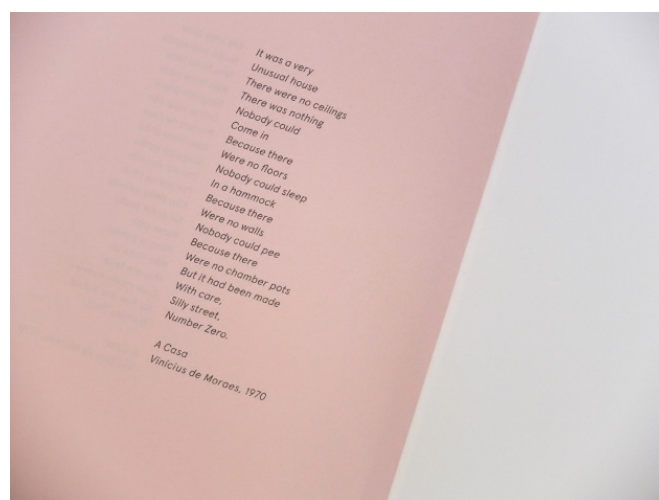 It was a very
Unusual house
There were no ceilings
There was nothing
Nobody could
Come in
Because there
Were no floors
Nobody could sleep
In a hammock
Because there
Were no walls
Nobody could pee
Because there
Were no chamber pots
But it had been made
With care,
Silly street,
Number Zero.
A Casa
Vinicius de Moraes, 1970